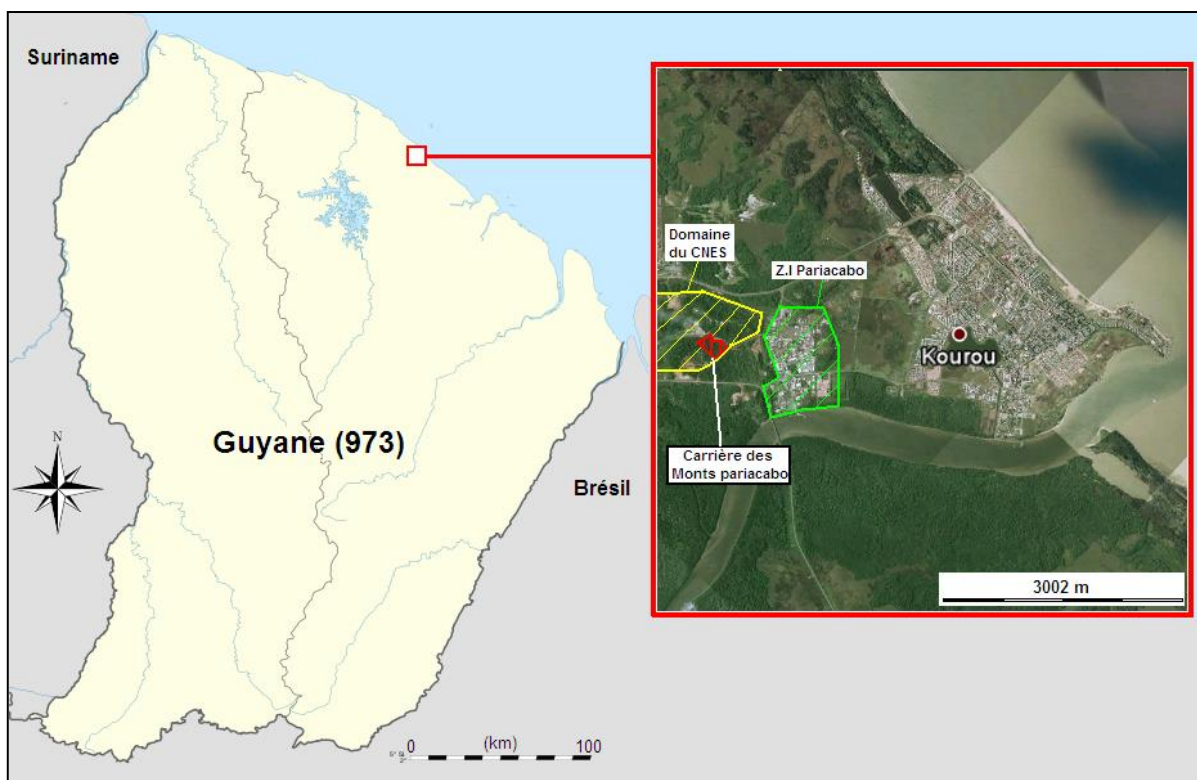 Suriname
Domaine
du CNES
Z.I Pariacabo
Kourou
Carrière des
Monts pariacabo
3002 m
N
Guyane (973)
Brésil
0 (km) 100